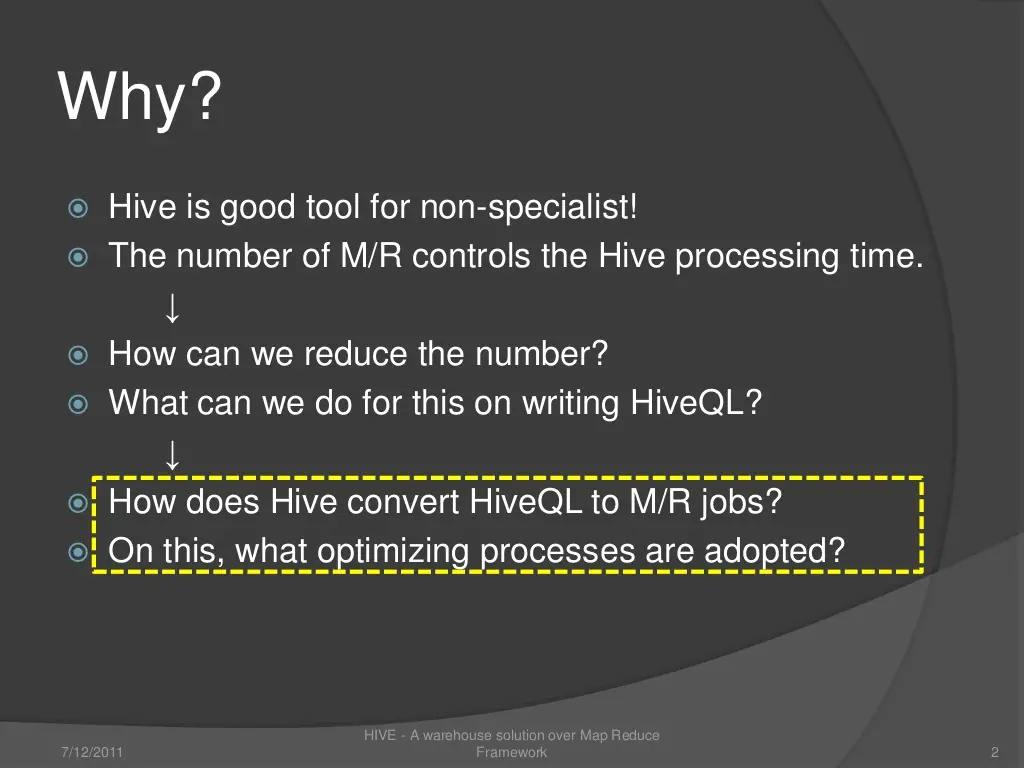 Why?
Hive is good tool for non-specialist!
The number of M/R controls the Hive processing time.
↓
How can we reduce the number?
What can we do for this on writing HiveQL?
↓
How does Hive convert HiveQL to M/R jobs?
On this, what optimizing processes are adopted?
7/12/2011
HIVE - A warehouse solution over Map Reduce
Framework
2